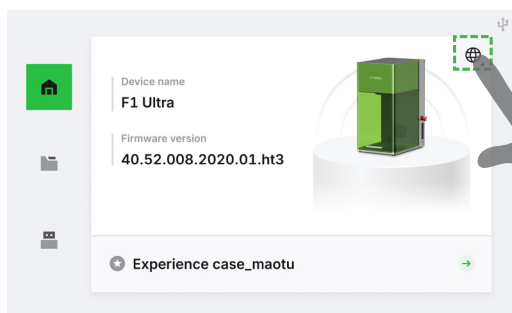 Device name
F1 Ultra
Firmware version
40.52.008.2020.01.ht3
Experience case_maotu